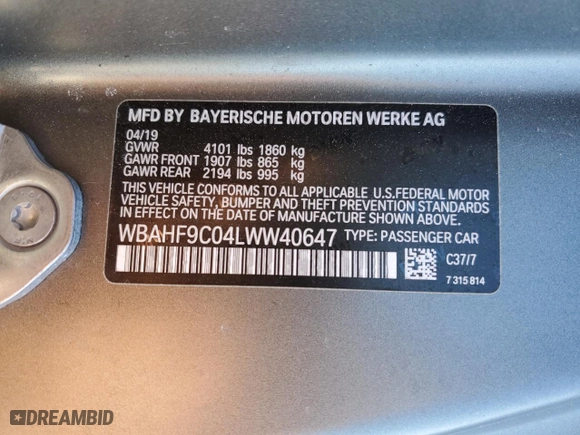 MFD BY BAYERISCHE MOTOREN WERKE AG
04/19
GVWR 4101 lbs 1860 kg
GAWR FRONT 1907 lbs 865 kg
GAWR REAR 2194 lbs 995 kg
THIS VEHICLE CONFORMS TO ALL APPLICABLE U.S.FEDERAL MOTOR
VEHICLE SAFETY, BUMPER, AND THEFT PREVENTION STANDARDS
IN EFFECT ON THE DATE OF MANUFACTURE SHOWN ABOVE.
WBAHF9C04LWW40647 TYPE: PASSENGER CAR
C37/7
7 315 814
DREAMBID